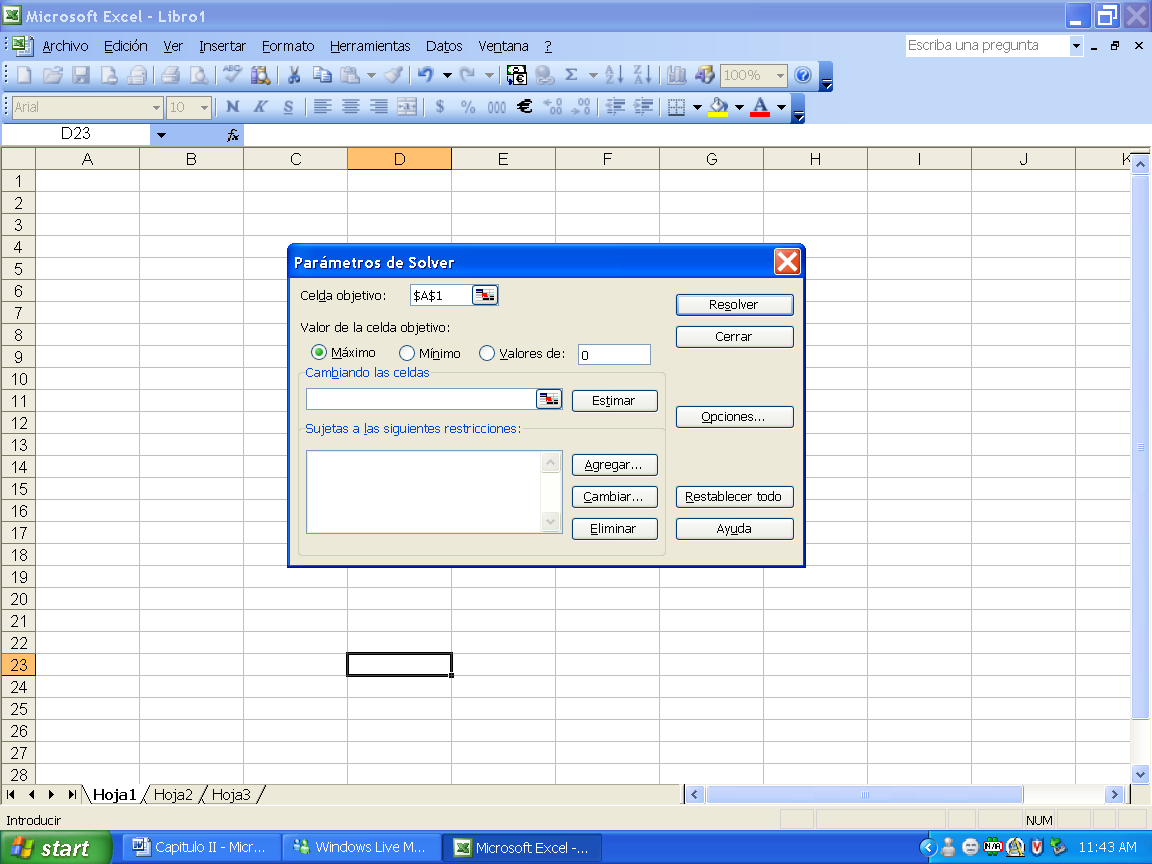 Microsoft Excel - Libro1
Archivo Edición Ver Insertar Formato Herramientas Datos Ventana ? Escriba una pregunta
100%
Arial 10 N K S $ % 000 €
D23 fx
A B C D E F G H I J K
1
2
3
4
5
6
7
8
9
10
11
12
13
14
15
16
17
18
19
20
21
22
23
24
25
26
27
28
Parámetros de Solver
Celda objetivo: $A$1 Resolver
Valor de la celda objetivo: Cerrar
Máximo Mínimo Valores de: 0
Cambiando las celdas
Estimar Opciones...
Sujetas a las siguientes restricciones:
Agregar...
Cambiar... Restablecer todo
Eliminar Ayuda
Hoja1 Hoja2 Hoja3
Introducir NUM
start Capitulo II - Micr... Windows Live M... Microsoft Excel -... 11:43 AM